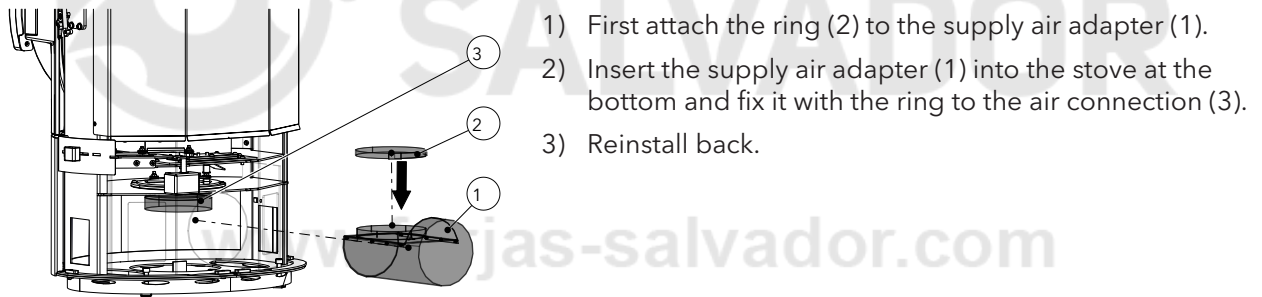 SALVADOR
1) First attach the ring (2) to the supply air adapter (1).
2) Insert the supply air adapter (1) into the stove at the
bottom and fix it with the ring to the air connection (3).
3) Reinstall back.
3
2
1
jas-salvador.com